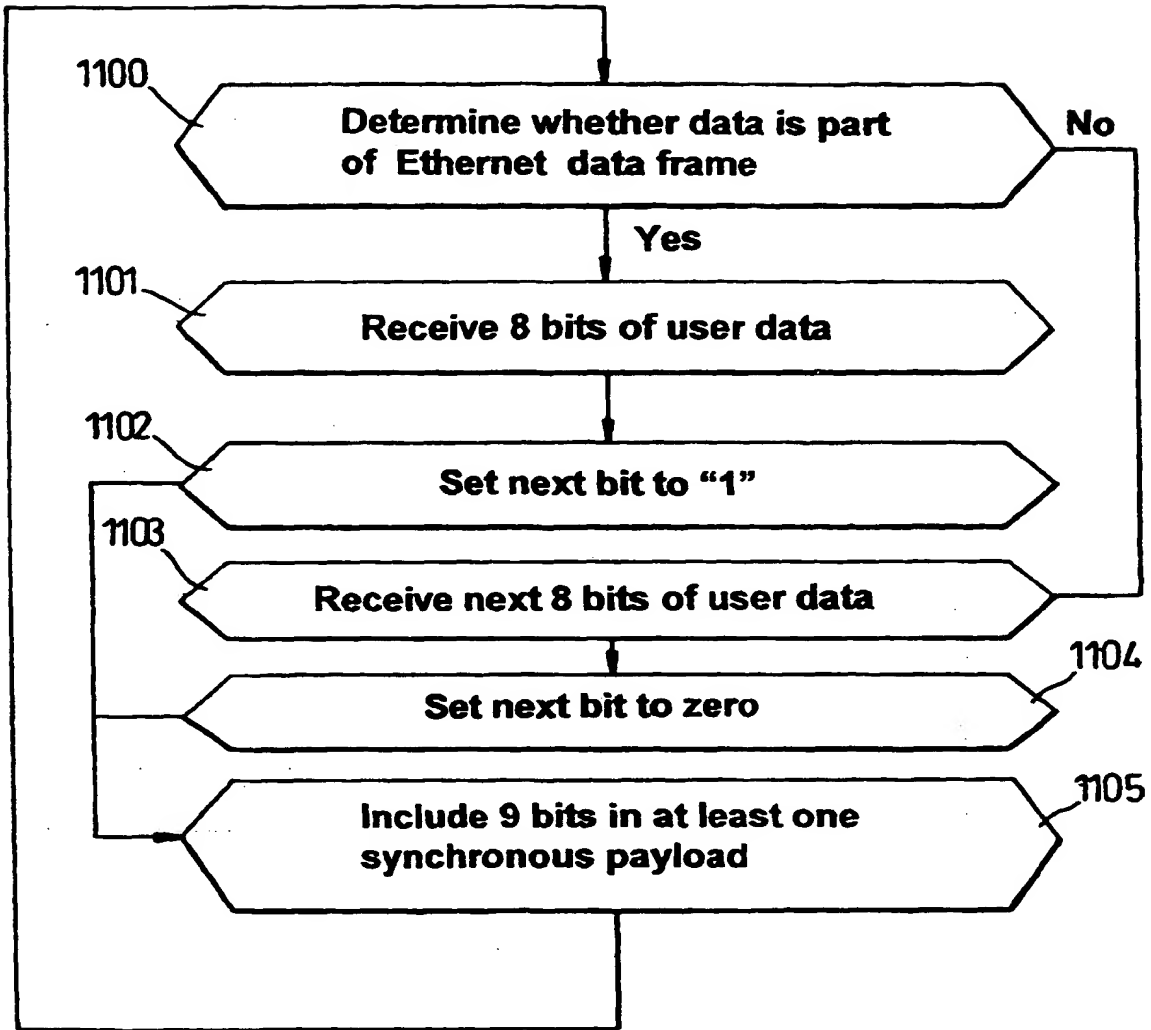 1100
Determine whether data is part
of Ethernet data frame
No
Yes
1101
Receive 8 bits of user data
1102
Set next bit to “1”
1103
Receive next 8 bits of user data
1104
Set next bit to zero
1105
Include 9 bits in at least one
synchronous payload